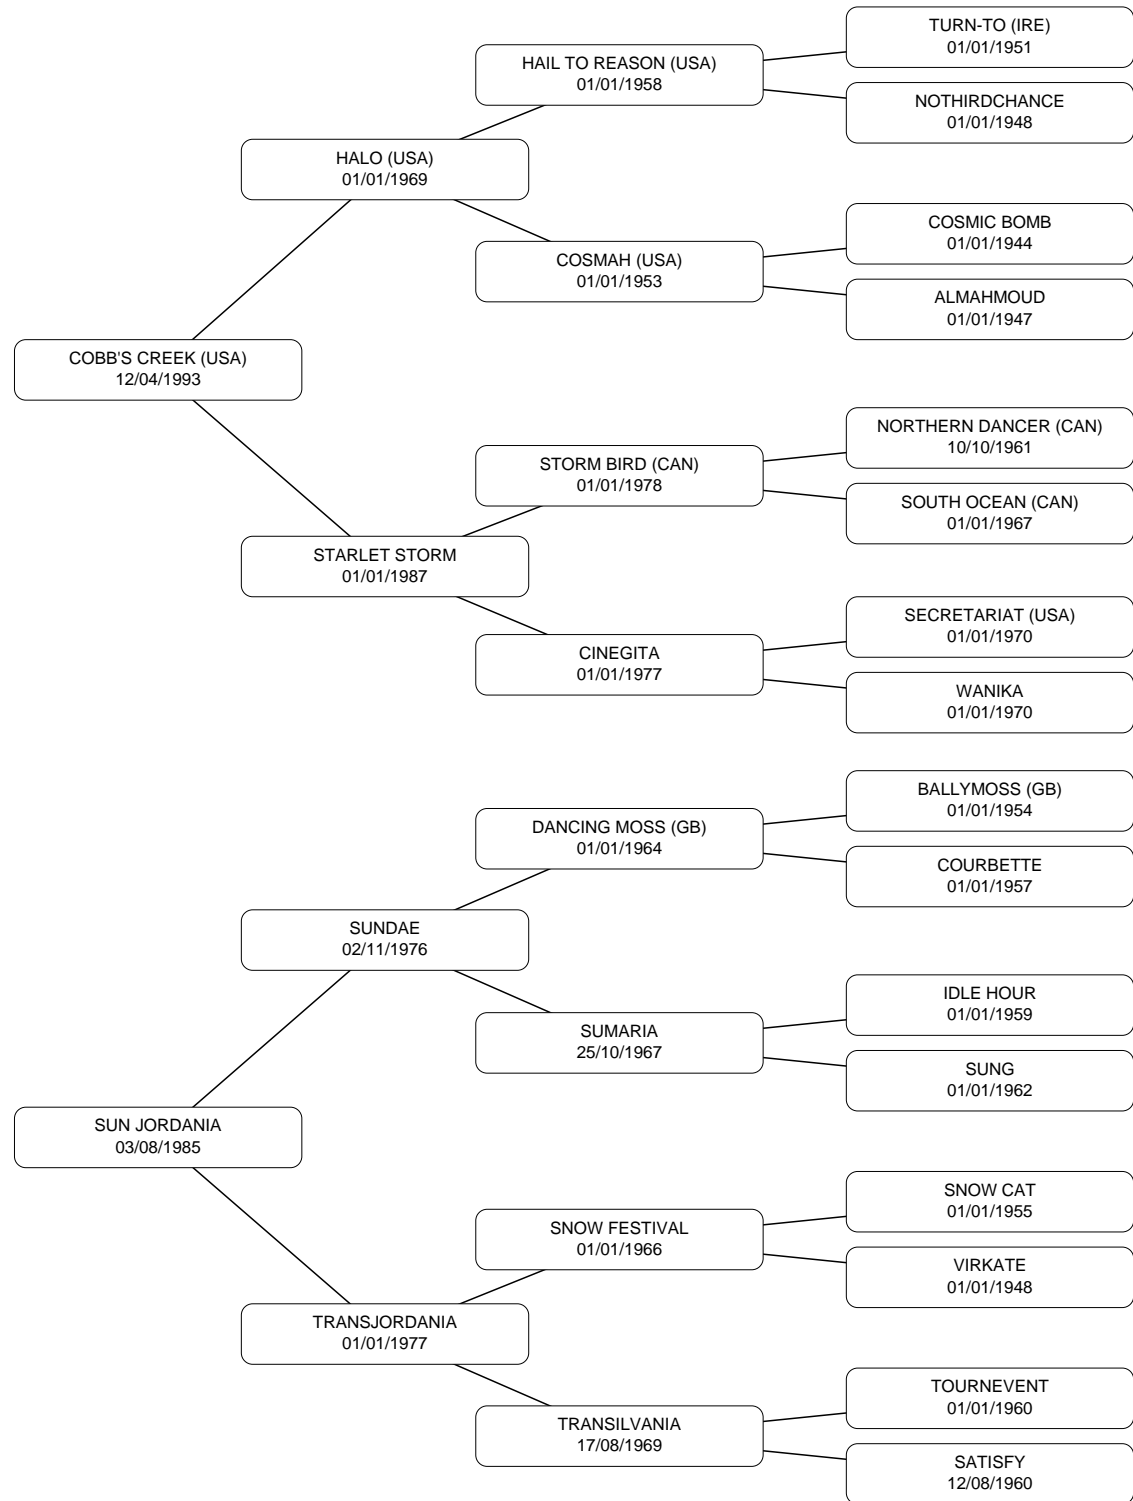 TURN-TO (IRE)
01/01/1951
HAIL TO REASON (USA)
01/01/1958
NOTHIRDCHANCE
01/01/1948
HALO (USA)
01/01/1969
COSMIC BOMB
01/01/1944
COSMAH (USA)
01/01/1953
ALMAHMOUD
01/01/1947
COBB'S CREEK (USA)
12/04/1993
NORTHERN DANCER (CAN)
10/10/1961
STORM BIRD (CAN)
01/01/1978
SOUTH OCEAN (CAN)
01/01/1967
STARLET STORM
01/01/1987
SECRETARIAT (USA)
01/01/1970
CINEGITA
01/01/1977
WANIKA
01/01/1970
BALLYMOSS (GB)
01/01/1954
DANCING MOSS (GB)
01/01/1964
COURBETTE
01/01/1957
SUNDAE
02/11/1976
IDLE HOUR
01/01/1959
SUMARIA
25/10/1967
SUNG
01/01/1962
SUN JORDANIA
03/08/1985
SNOW CAT
01/01/1955
SNOW FESTIVAL
01/01/1966
VIRKATE
01/01/1948
TRANSJORDANIA
01/01/1977
TOURNEVENT
01/01/1960
TRANSILVANIA
17/08/1969
SATISFY
12/08/1960